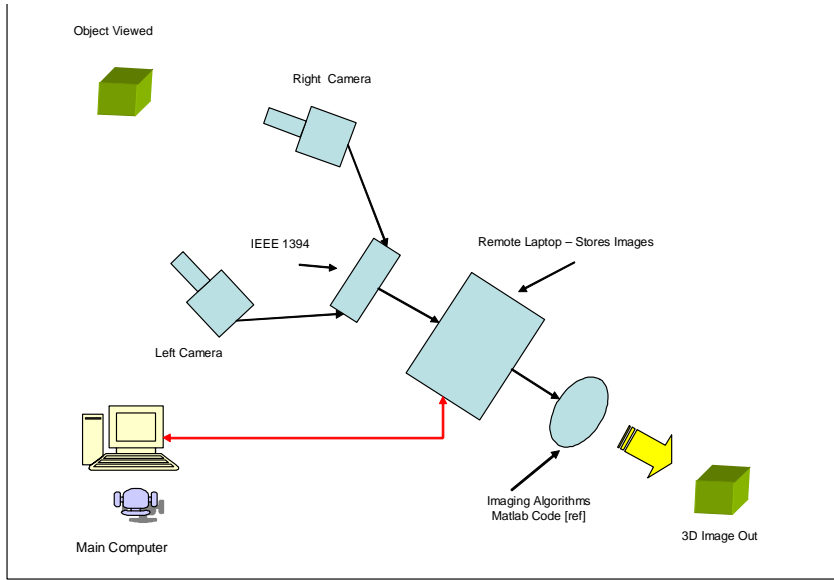 Object Viewed
Right Camera
IEEE 1394
Remote Laptop – Stores Images
Left Camera
Imaging Algorithms
Matlab Code [ref]
3D Image Out
Main Computer